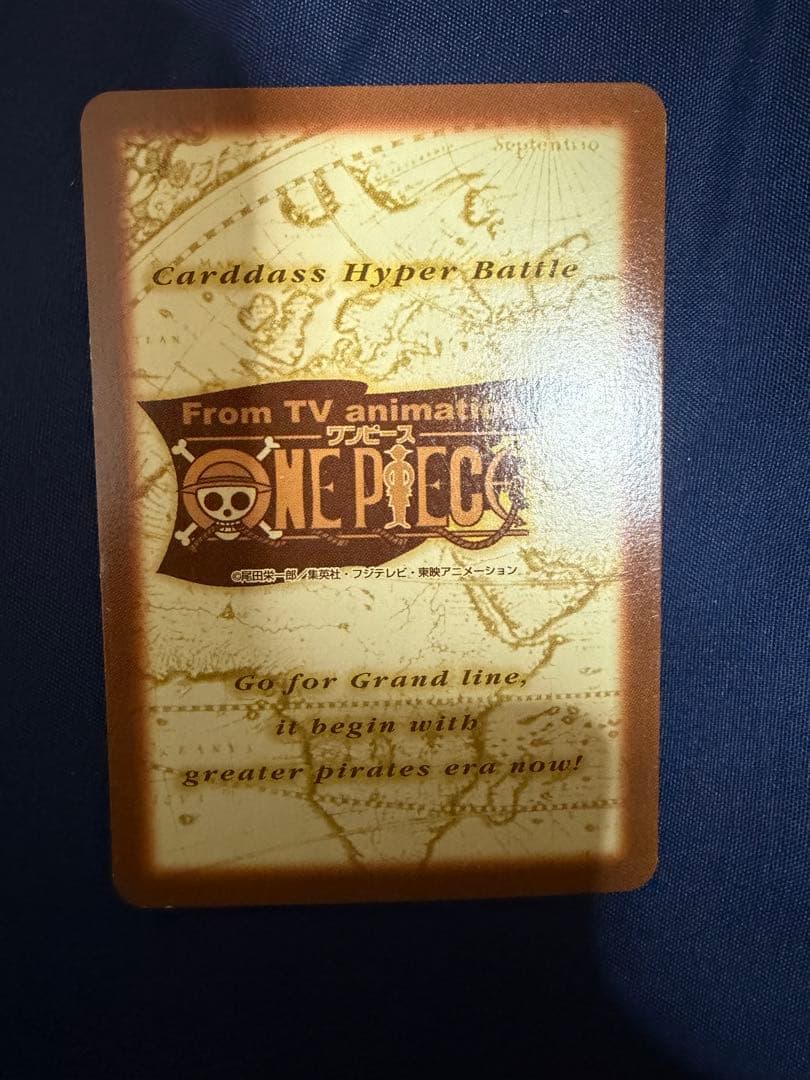 Septentrio
Carddass Hyper Battle
From TV animation
ワンピース
ONE PIECE
©尾田栄一郎/集英社・フジテレビ・東映アニメーション
Go for Grand line,
it begin with
greater pirates era now!